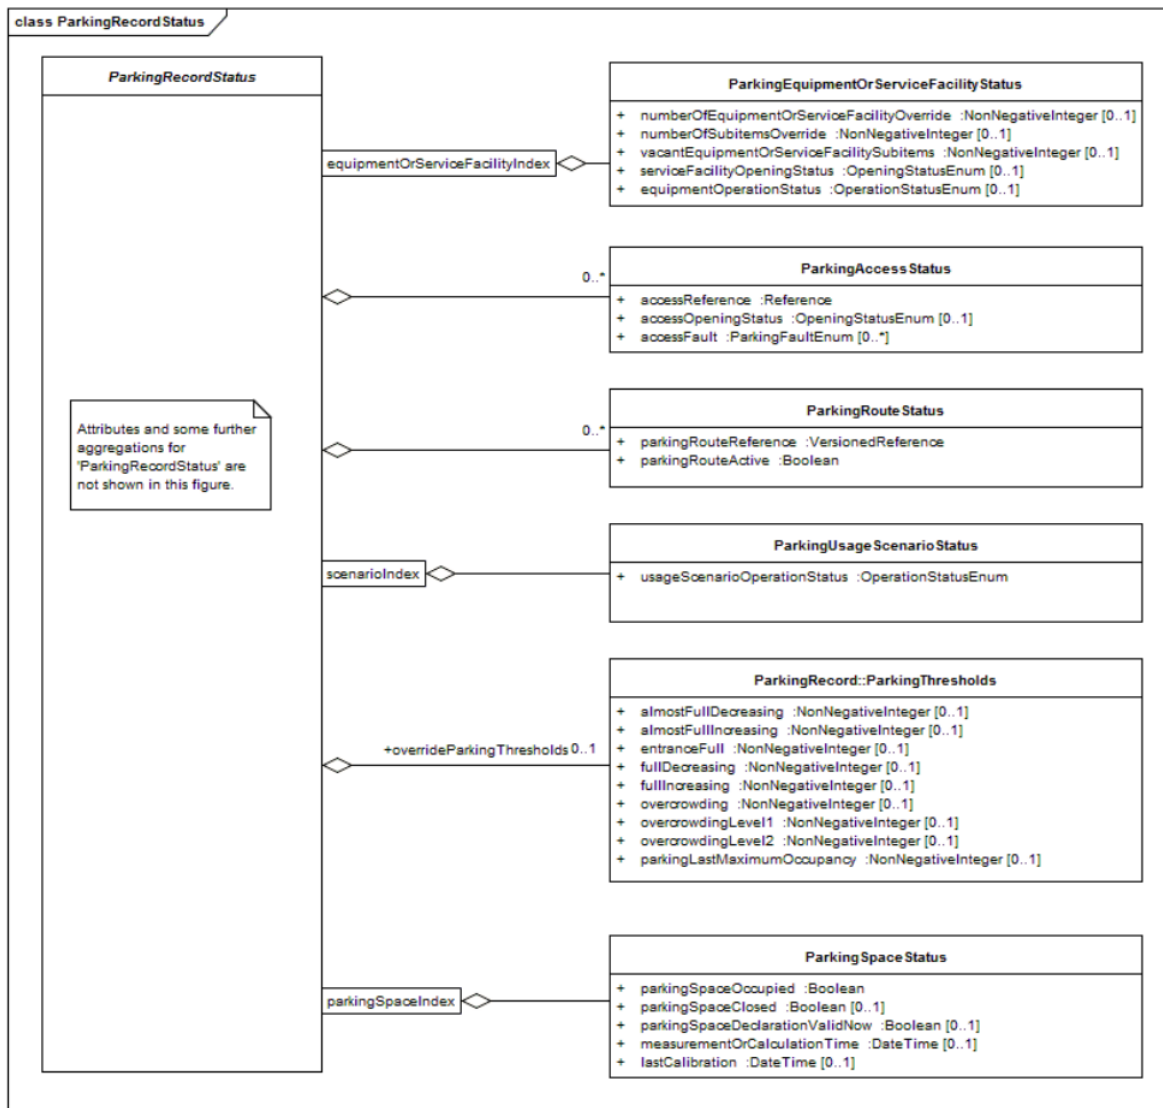 class ParkingRecordStatus
ParkingRecordStatus
Attributes and some further
aggregations for
'ParkingRecordStatus' are
not shown in this figure.
equipmentOrServiceFacilityIndex
ParkingEquipmentOrServiceFacilityStatus
+ numberOfEquipmentOrServiceFacilityOverride :NonNegativeInteger [0..1]
+ numberOfSubitemsOverride :NonNegativeInteger [0..1]
+ vacantEquipmentOrServiceFacilitySubitems :NonNegativeInteger [0..1]
+ serviceFacilityOpeningStatus :OpeningStatusEnum [0..1]
+ equipmentOperationStatus :OperationStatusEnum [0..1]
0..*
ParkingAccessStatus
+ accessReference :Reference
+ accessOpeningStatus :OpeningStatusEnum [0..1]
+ accessFault :ParkingFaultEnum [0..*]
0..*
ParkingRouteStatus
+ parkingRouteReference :VersionedReference
+ parkingRouteActive :Boolean
scenarioIndex
ParkingUsageScenarioStatus
+ usageScenarioOperationStatus :OperationStatusEnum
+overrideParkingThresholds 0..1
ParkingRecord::ParkingThresholds
+ almostFullDecreasing :NonNegativeInteger [0..1]
+ almostFullIncreasing :NonNegativeInteger [0..1]
+ entranceFull :NonNegativeInteger [0..1]
+ fullDecreasing :NonNegativeInteger [0..1]
+ fullIncreasing :NonNegativeInteger [0..1]
+ overcrowding :NonNegativeInteger [0..1]
+ overcrowdingLevel1 :NonNegativeInteger [0..1]
+ overcrowdingLevel2 :NonNegativeInteger [0..1]
+ parkingLastMaximumOccupancy :NonNegativeInteger [0..1]
parkingSpaceIndex
ParkingSpaceStatus
+ parkingSpaceOccupied :Boolean
+ parkingSpaceClosed :Boolean [0..1]
+ parkingSpaceDeclarationValidNow :Boolean [0..1]
+ measurementOrCalculationTime :DateTime [0..1]
+ lastCalibration :DateTime [0..1]